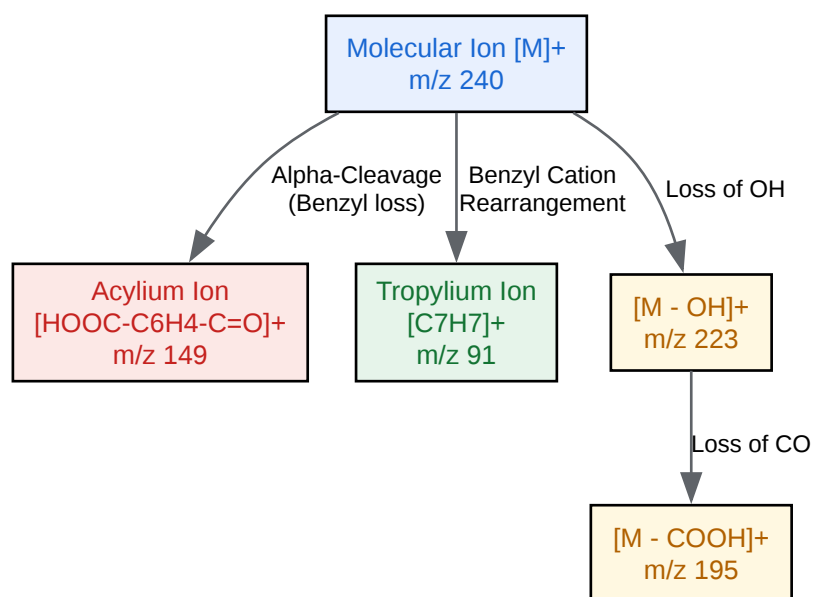 Molecular Ion [M]+
m/z 240
Alpha-Cleavage
(Benzyl loss)
Benzyl Cation
Rearrangement
Loss of OH
Acylium Ion
[HOOC-C6H4-C=O]+
m/z 149
Tropylium Ion
[C7H7]+
m/z 91
[M - OH]+
m/z 223
Loss of CO
[M - COOH]+
m/z 195